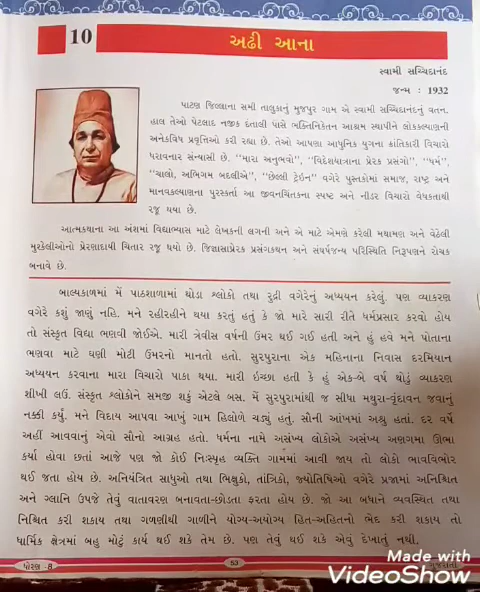 10
અઢી આના
સ્વામી સચ્ચિદાનંદ
જન્મ : 1932
પાટણ જિલ્લાના સમી તાલુકાનું મુજપુર ગામ એ સ્વામી સચ્ચિદાનંદનું વતન.
હાલ તેઓ પેટલાદ નજીક દંતાલી પાસે ભક્તિનિકેતન આશ્રમ સ્થાપીને લોકકલ્યાણની
અનેકવિધ પ્રવૃત્તિઓ કરી રહ્યા છે. તેઓ આપણા આધુનિક યુગના ક્રાંતિકારી વિચારો
ધરાવનાર સંન્યાસી છે. ''મારા અનુભવો'', ''વિદેશયાત્રાના પ્રેરક પ્રસંગો'', ''ધર્મ'',
''ચાલો, અભિગમ બદલીએ'', ''છેલ્લી ટ્રેઇન'' વગેરે પુસ્તકોમાં સમાજ, રાષ્ટ્ર અને
માનવકલ્યાણના પુરસ્કર્તા આ જીવનચિંતકના સ્પષ્ટ અને નીડર વિચારો વેધકતાથી
રજૂ થયા છે.
આત્મકથાના આ અંશમાં વિદ્યાભ્યાસ માટે લેખકની લગની અને એ માટે એમણે કરેલી મથામણ અને વેઠેલી
મુશ્કેલીઓનો પ્રેરણાદાયી ચિતાર રજૂ થયો છે. જિજ્ઞાસાપ્રેરક પ્રસંગકથન અને સંઘર્ષજન્ય પરિસ્થિતિ નિરૂપણને રોચક
બનાવે છે.
બાલ્યકાળમાં મેં પાઠશાળામાં થોડા શ્લોકો તથા રુદ્રી વગેરેનું અધ્યયન કરેલું. પણ વ્યાકરણ
વગેરે કશું જાણું નહિ. મને રહીરહીને થયા કરતું હતું કે જો મારે સારી રીતે ધર્મપ્રસાર કરવો હોય
તો સંસ્કૃત વિદ્યા ભણવી જોઈએ. મારી ત્રેવીસ વર્ષની ઉંમર થઈ ગઈ હતી અને હું હવે મને પોતાના
ભણવા માટે ઘણી મોટી ઉંમરનો માનતો હતો. સુરપુરાના એક મહિનાના નિવાસ દરમિયાન
અધ્યયન કરવાના મારા વિચારો પાકા થયા. મારી ઇચ્છા હતી કે હું એક-બે વર્ષ થોડું વ્યાકરણ
શીખી લઉં. સંસ્કૃત શ્લોકોને સમજી શકું એટલે બસ. મેં સુરપુરામાંથી જ સીધા મથુરા-વૃંદાવન જવાનું
નક્કી કર્યું. મને વિદાય આપવા આખું ગામ હિલોળે ચડ્યું હતું. સૌની આંખમાં અશ્રુ હતાં. દર વર્ષે
અહીં આવવાનું એવો સૌનો આગ્રહ હતો. ધર્મના નામે અસંખ્ય લોકોએ અસંખ્ય અણગમા ઊભા
કર્યા હોવા છતાં આજે પણ જો કોઈ નિઃસ્પૃહ વ્યક્તિ ગામમાં આવી જાય તો લોકો ભાવવિભોર
થઈ જતા હોય છે. અનિયંત્રિત સાધુઓ તથા ભિક્ષુકો, તાંત્રિકો, જ્યોતિષિઓ વગેરે પ્રજામાં અનિશ્ચિત
અને ગ્લાનિ ઉપજે તેવું વાતાવરણ બનાવતા-છોડતા ફરતા હોય છે. જો આ બધાને વ્યવસ્થિત તથા
નિશ્ચિત કરી શકાય તથા ગળણીથી ગાળીને યોગ્ય-અયોગ્ય હિત-અહિતનો ભેદ કરી શકાય તો
ધાર્મિક ક્ષેત્રમાં બહુ મોટું કાર્ય થઈ શકે તેમ છે. પણ તેવું થઈ શકે એવું દેખાતું નથી.
ધોરણ-8
53
ગુજરાતી
Made with
VideoShow